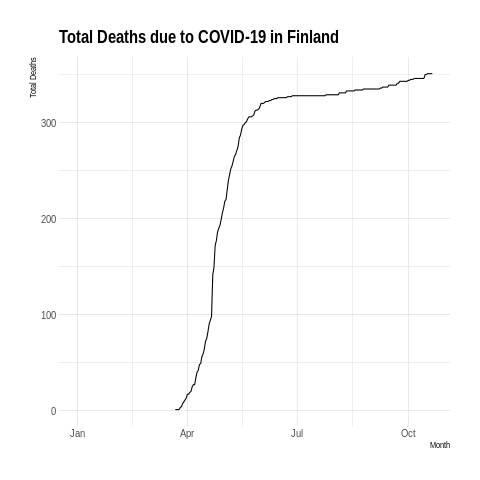 Total Deaths due to COVID-19 in Finland
Total Deaths
300
200
100
0
Jan Apr Jul Oct
Month